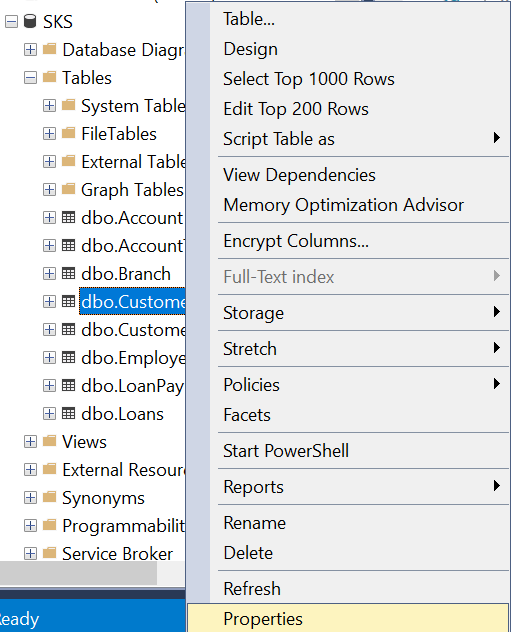 SKS
Database Diagr
Tables
System Table
FileTables
External Table
Graph Tables
dbo.Account
dbo.Account
dbo.Branch
dbo.Custome
dbo.Custome
dbo.Employe
dbo.LoanPay
dbo.Loans
Views
External Resour
Synonyms
Programmabilit
Service Broker
eady
Table...
Design
Select Top 1000 Rows
Edit Top 200 Rows
Script Table as
View Dependencies
Memory Optimization Advisor
Encrypt Columns...
Full-Text index
Storage
Stretch
Policies
Facets
Start PowerShell
Reports
Rename
Delete
Refresh
Properties